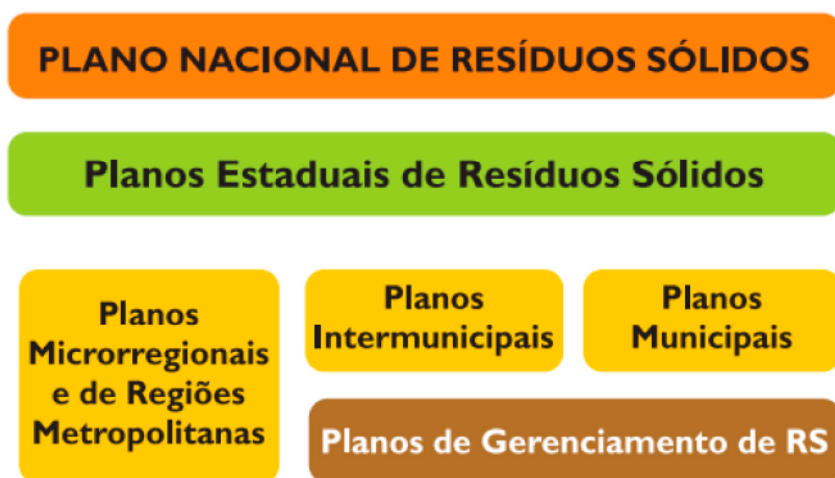 PLANO NACIONAL DE RESÍDUOS SÓLIDOS
Planos Estaduais de Resíduos Sólidos
Planos
Microrregionais
e de Regiões
Metropolitanas
Planos
Intermunicipais
Planos
Municipais
Planos de Gerenciamento de RS